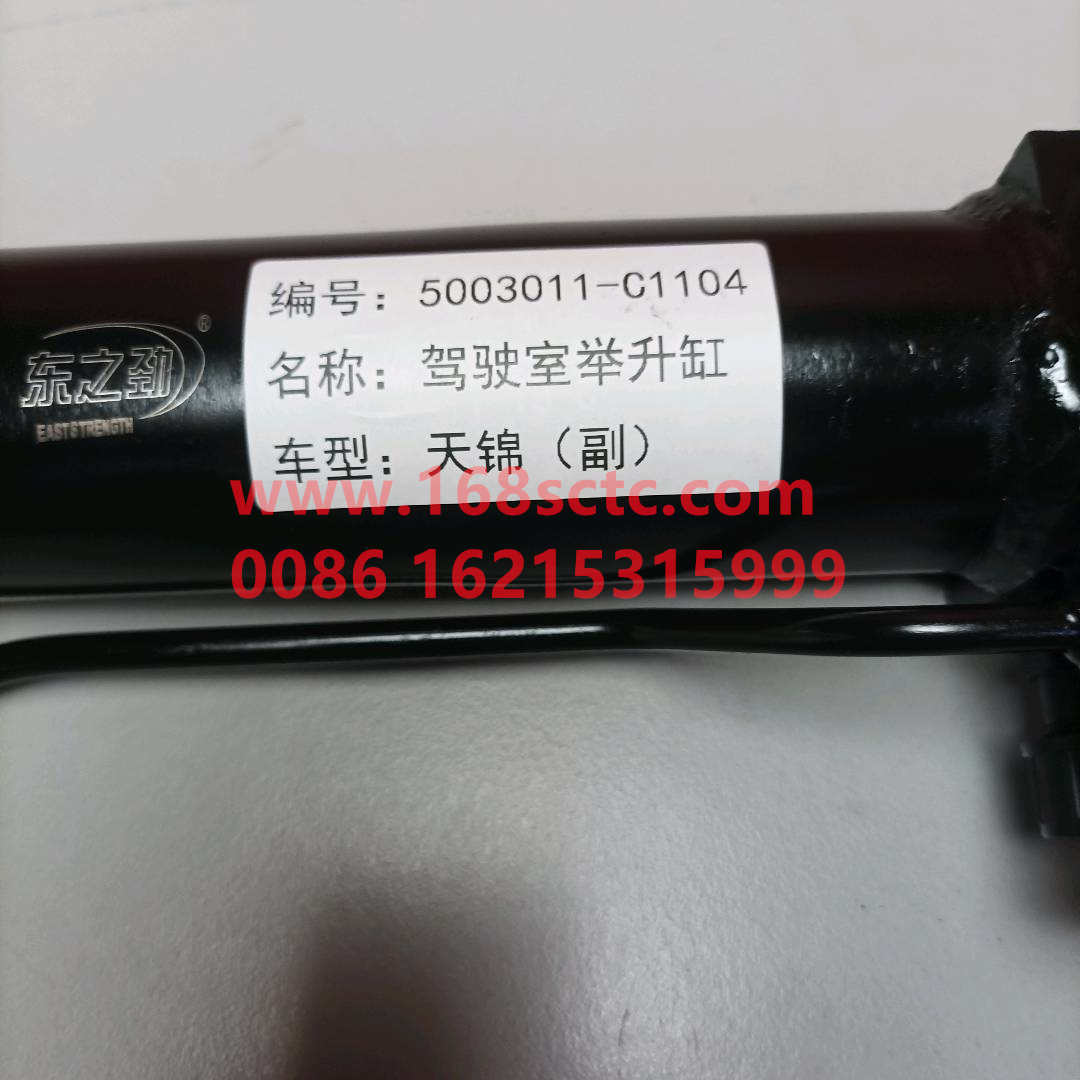 东之劲®
EAST STRENGTH
编号：5003011-C1104
名称：驾驶室举升缸
车型：天锦（副）
www.168sctc.com
0086 16215315999